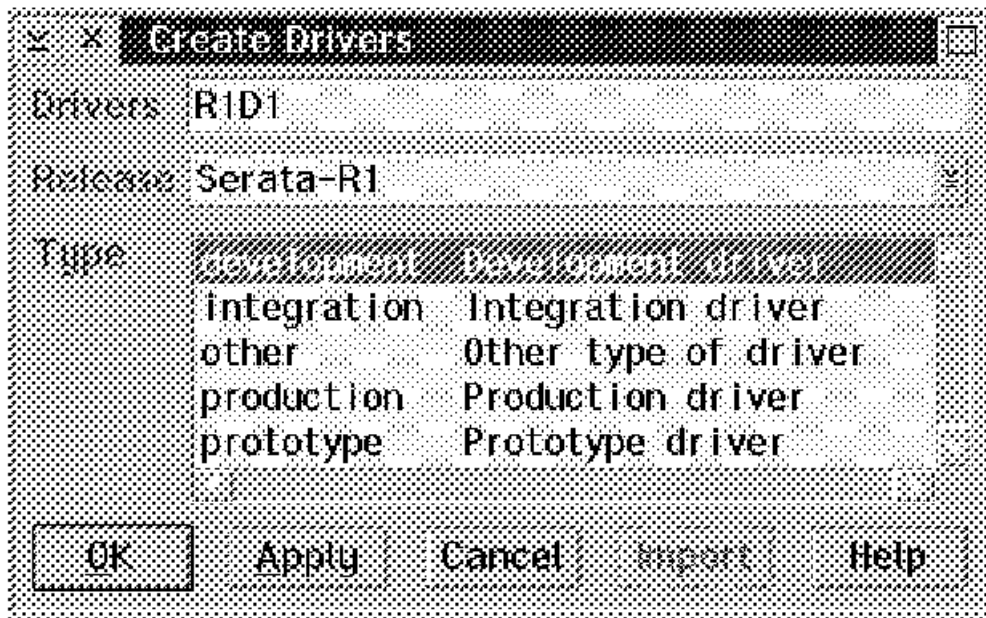 Create Drivers
Drivers R1D1
Release Serata-R1
Type development Development driver
integration Integration driver
other Other type of driver
production Production driver
prototype Prototype driver
OK Apply Cancel Import Help